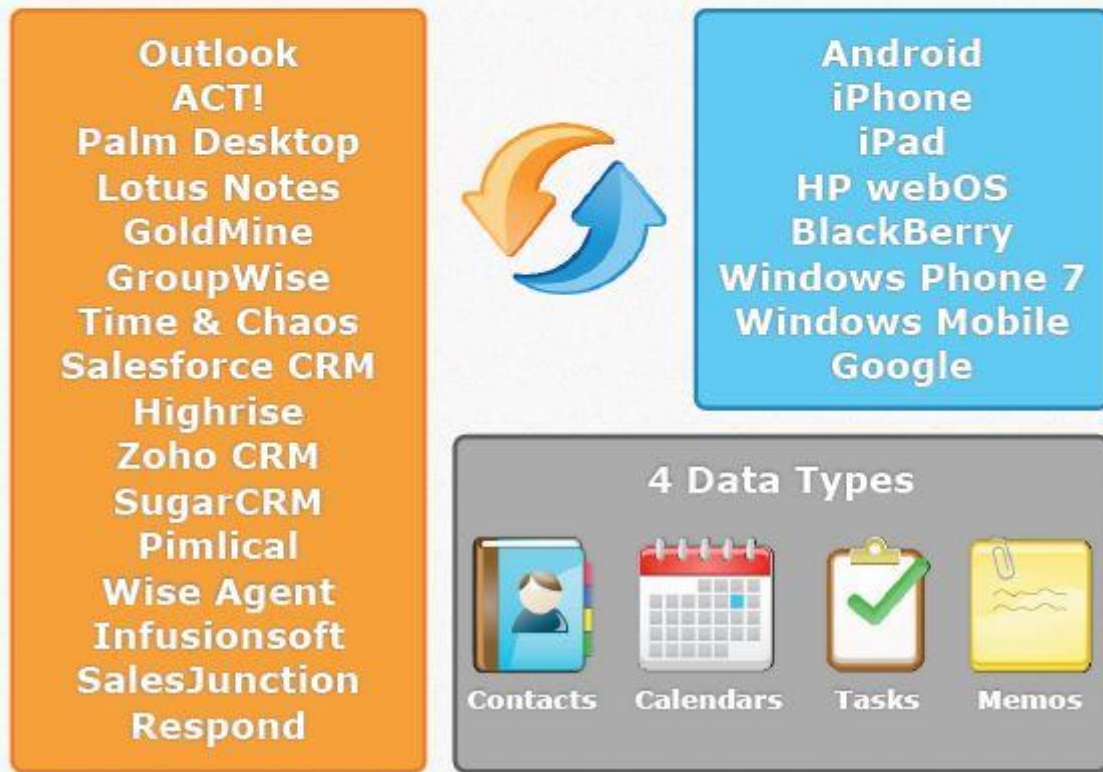 Outlook
ACT!
Palm Desktop
Lotus Notes
GoldMine
GroupWise
Time & Chaos
Salesforce CRM
Highrise
Zoho CRM
SugarCRM
Pimlical
Wise Agent
Infusionsoft
SalesJunction
Respond
Android
iPhone
iPad
HP webOS
BlackBerry
Windows Phone 7
Windows Mobile
Google
4 Data Types
Contacts Calendars Tasks Memos